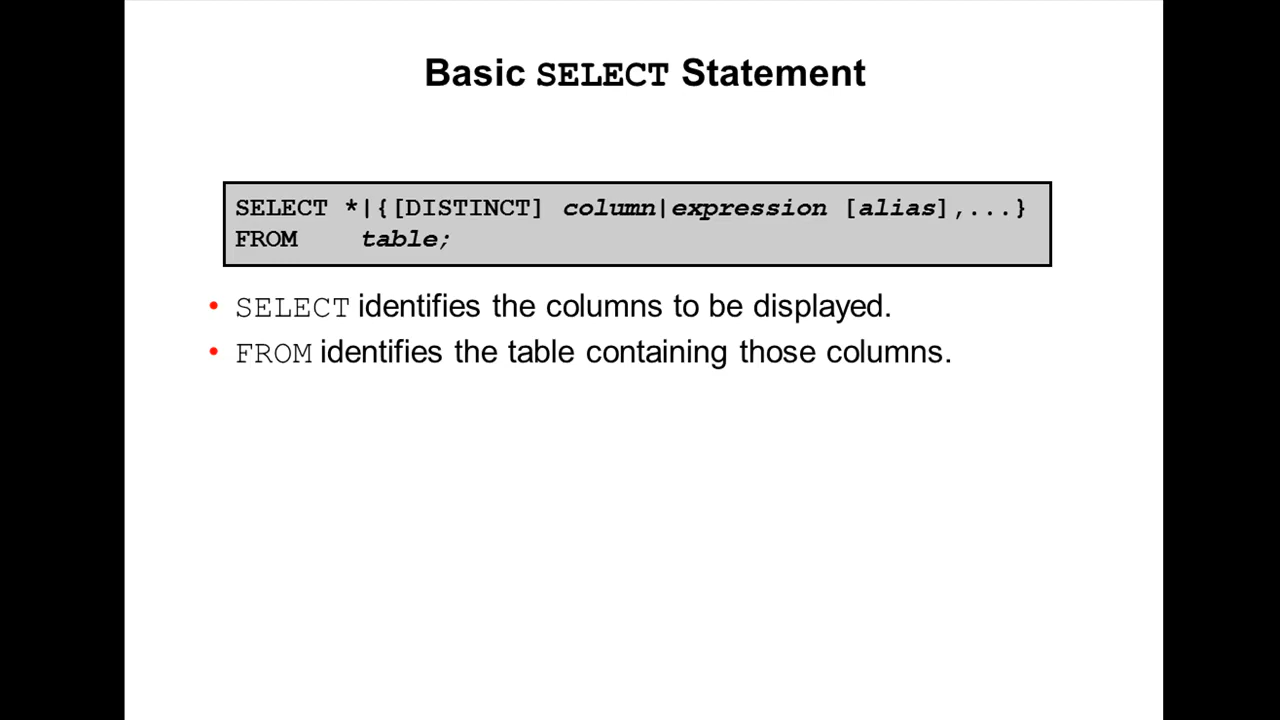 Basic SELECT Statement
SELECT *|{[DISTINCT] column|expression [alias],...}
FROM    table;
• SELECT identifies the columns to be displayed.
• FROM identifies the table containing those columns.